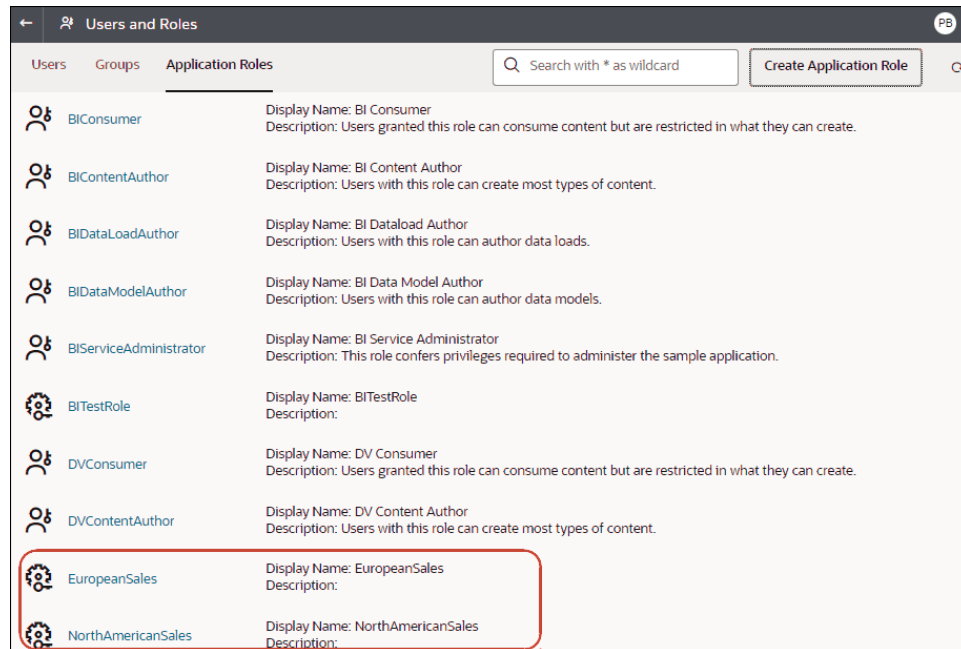 Users and Roles
PB
Users Groups Application Roles
Search with * as wildcard
Create Application Role
BIConsumer
Display Name: BI Consumer
Description: Users granted this role can consume content but are restricted in what they can create.
BIContentAuthor
Display Name: BI Content Author
Description: Users with this role can create most types of content.
BIDataLoadAuthor
Display Name: BI Dataload Author
Description: Users with this role can author data loads.
BIDataModelAuthor
Display Name: BI Data Model Author
Description: Users with this role can author data models.
BIServiceAdministrator
Display Name: BI Service Administrator
Description: This role confers privileges required to administer the sample application.
BITestRole
Display Name: BITestRole
Description:
DVConsumer
Display Name: DV Consumer
Description: Users granted this role can consume content but are restricted in what they can create.
DVContentAuthor
Display Name: DV Content Author
Description: Users with this role can create most types of content.
EuropeanSales
Display Name: EuropeanSales
Description:
NorthAmericanSales
Display Name: NorthAmericanSales
Description: